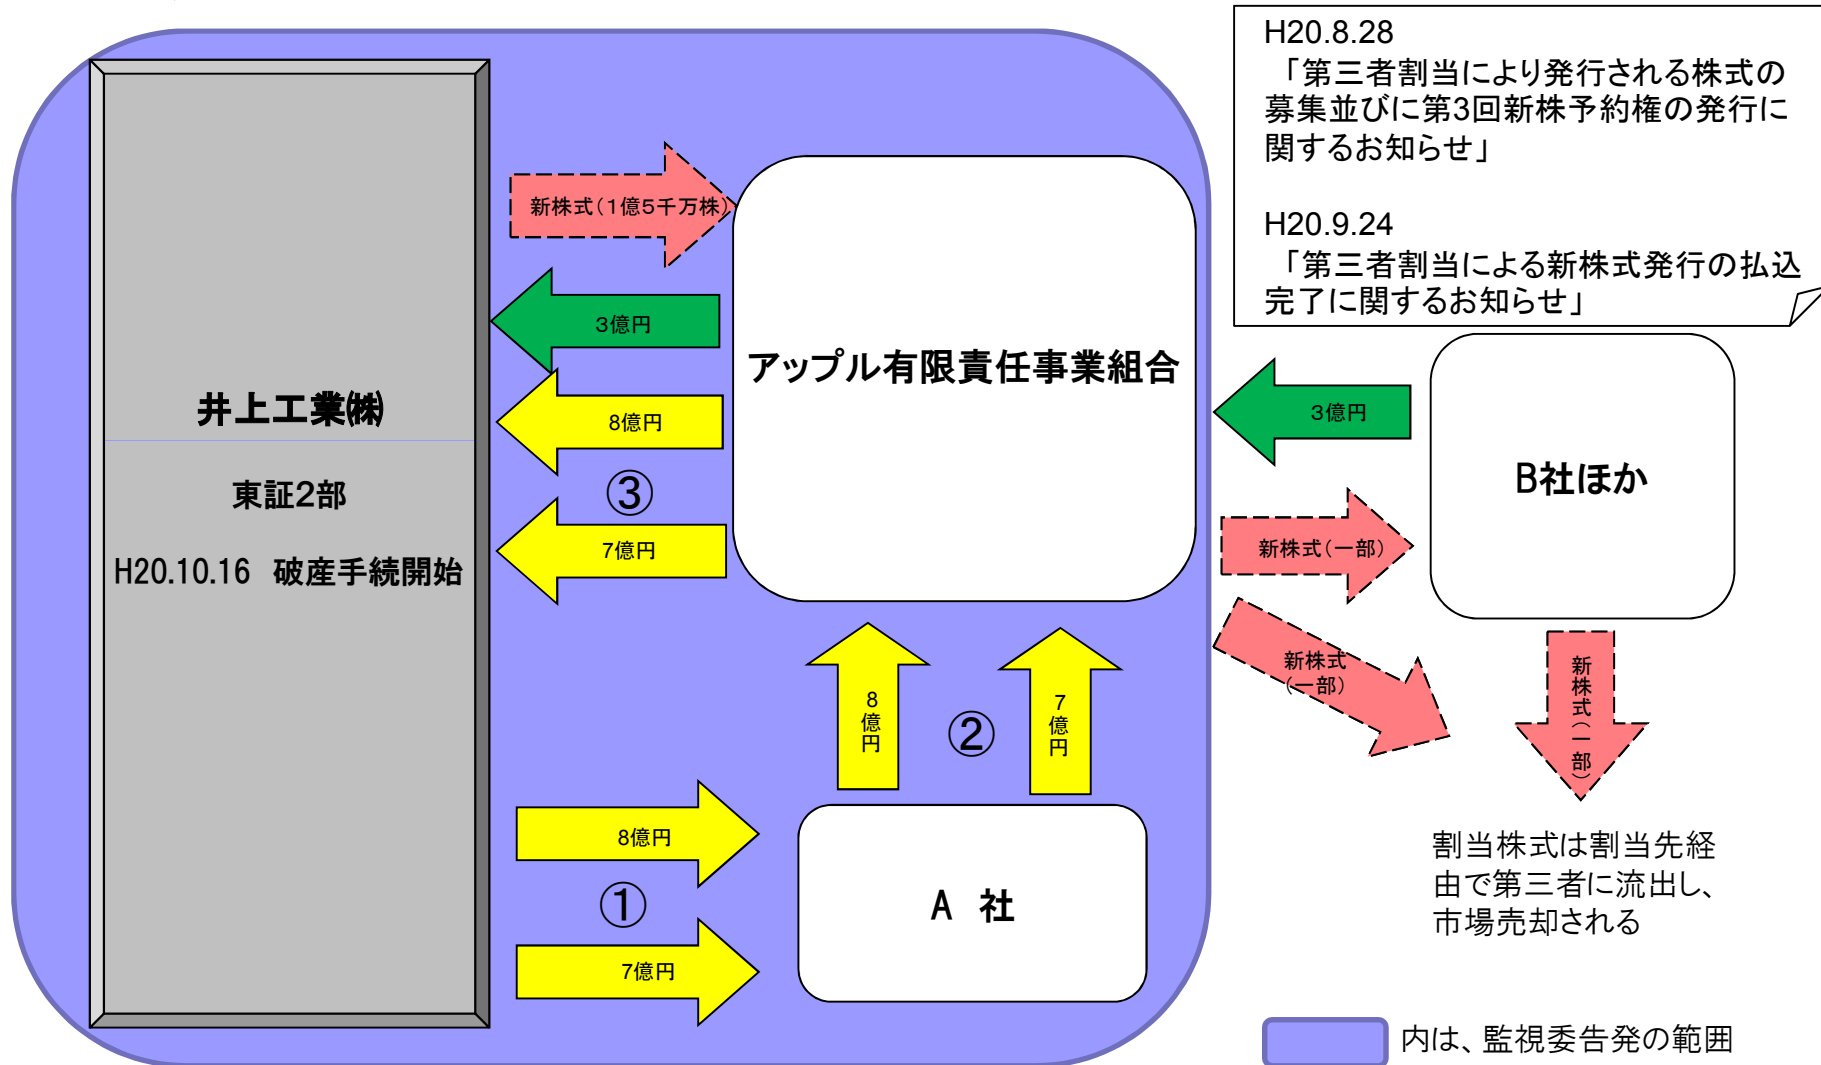 H20.8.28
「第三者割当により発行される株式の
募集並びに第3回新株予約権の発行に
関するお知らせ」
H20.9.24
「第三者割当による新株式発行の払込
完了に関するお知らせ」
新株式(1億5千万株)
3億円
8億円
③
7億円
井上工業㈱
東証2部
H20.10.16 破産手続開始
アップル有限責任事業組合
3億円
B社ほか
新株式(一部)
新株式
(一部)
新株式(一部)
8億円
②
7億円
8億円
①
7億円
A 社
割当株式は割当先経
由で第三者に流出し、
市場売却される
内は、監視委告発の範囲